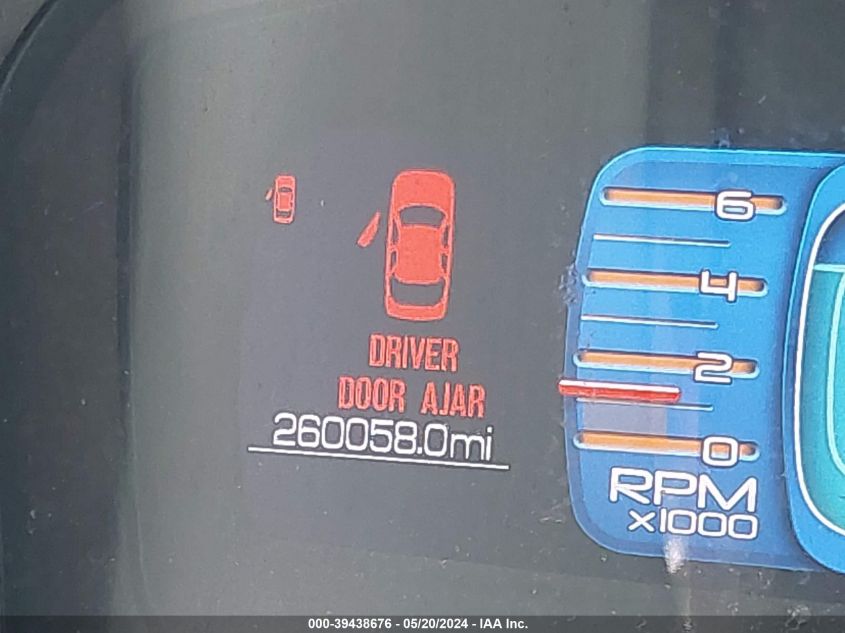 DRIVER
DOOR AJAR
260058.0mi
6
4
2
0
RPM
x1000
000-39438676 - 05/20/2024 - IAA Inc.